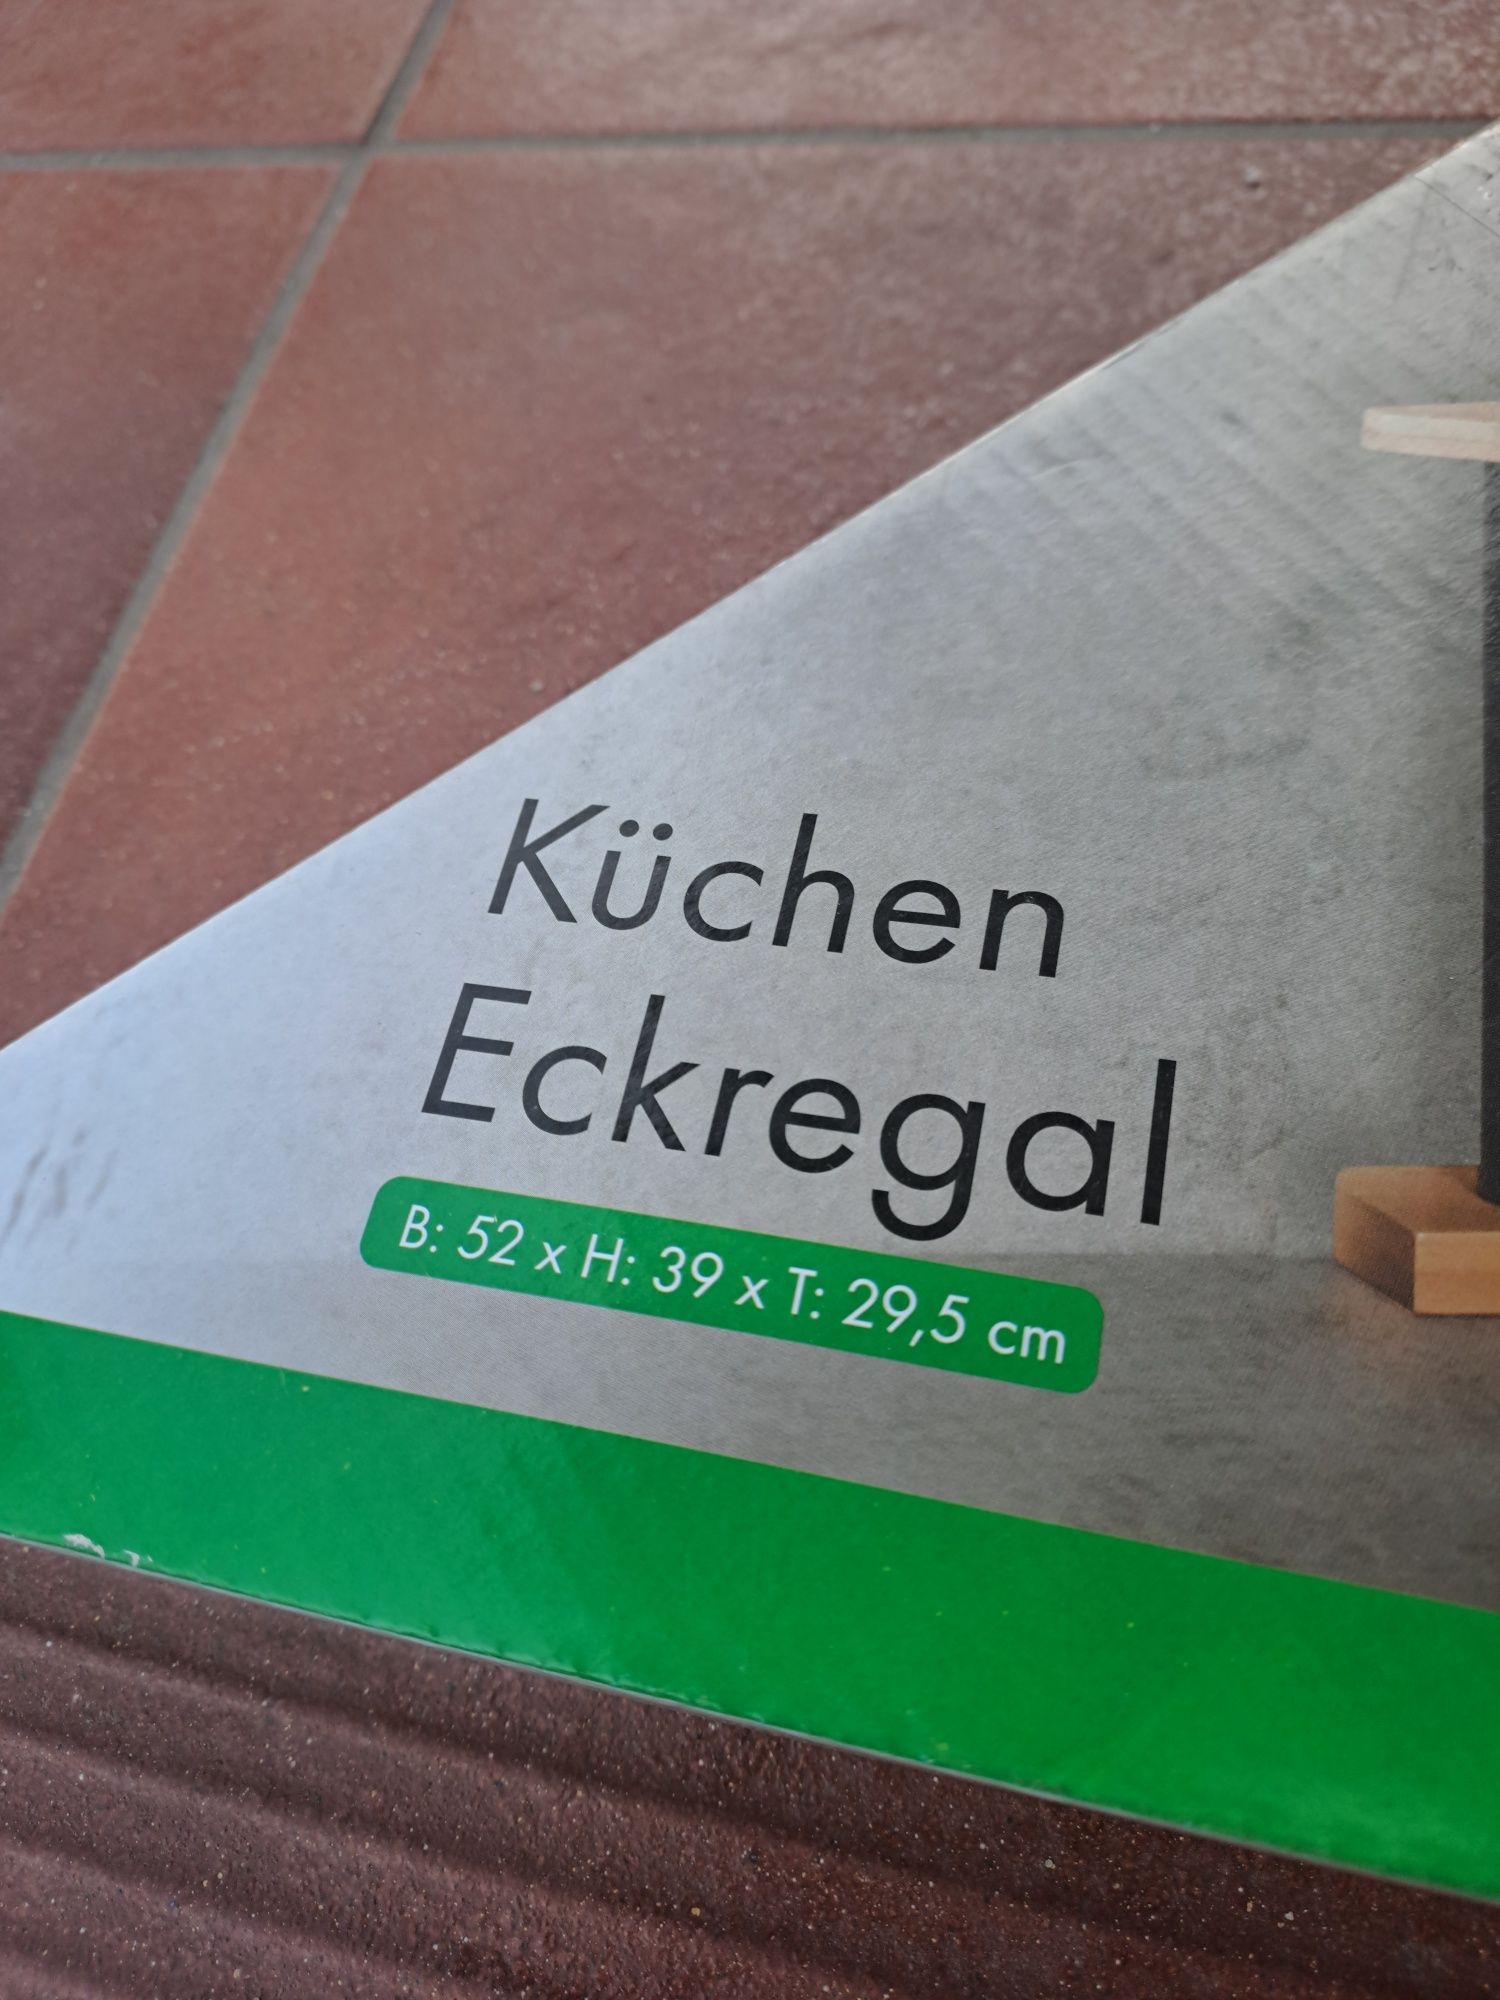 Küchen
Eckregal
B: 52 x H: 39 x T: 29,5 cm